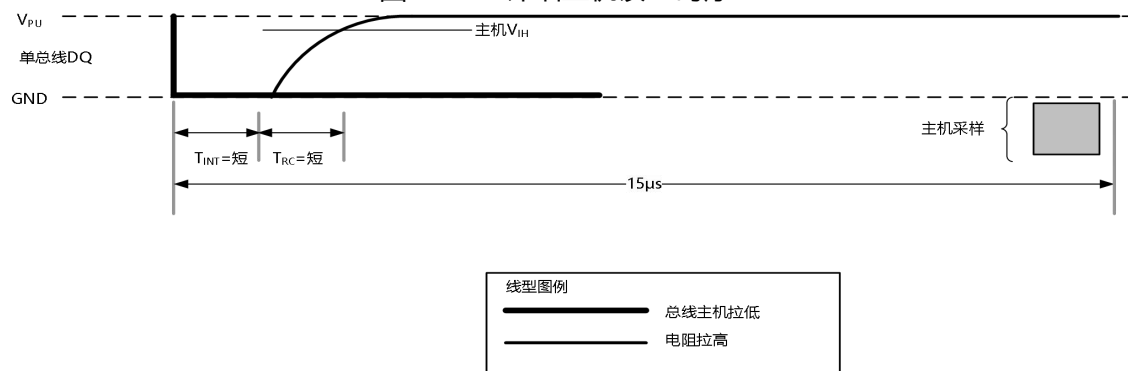 V_PU
主机V_IH
单总线DQ
GND
主机采样
T_INT=短
T_RC=短
15μs
线型图例
总线主机拉低
电阻拉高